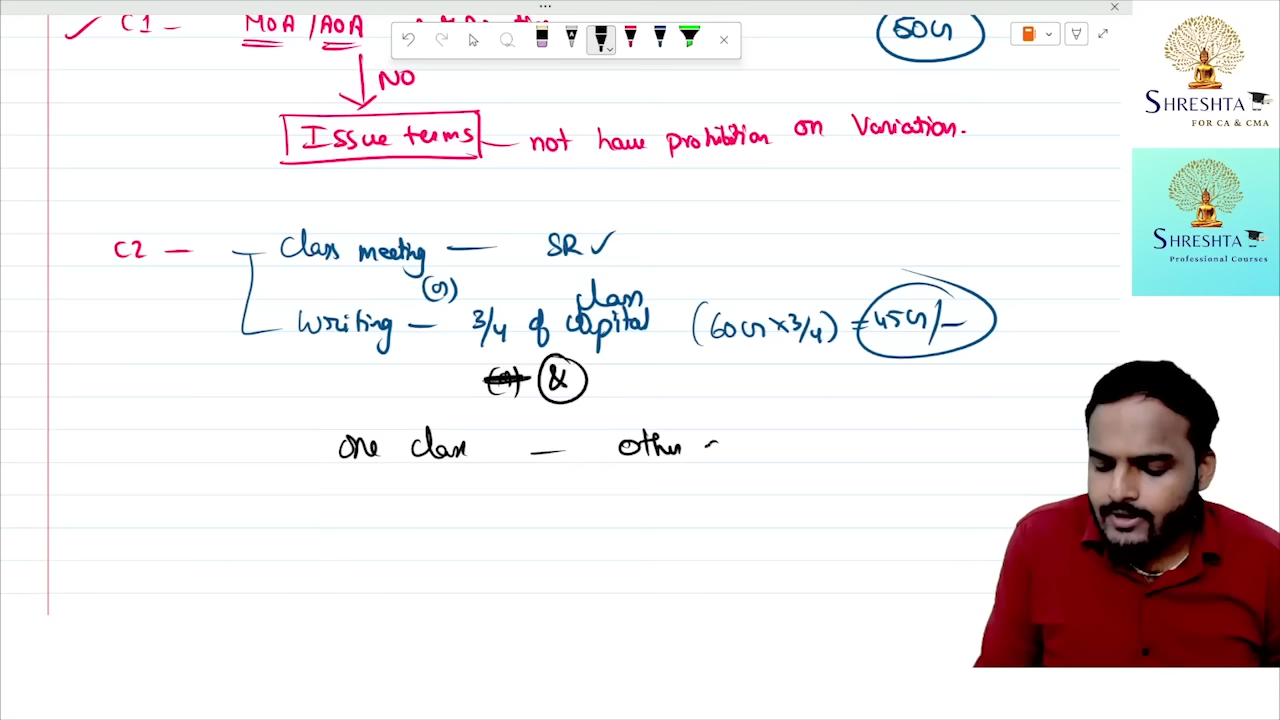 C1 - MOA / AOA
60cr
NO
Issue terms - not have prohibition on Variation.
C2 - Class meeting - SR ✓
(or)
Writing - 3/4 of class capital (60cr x 3/4) = 45cr/-
&
one class - other
SHRESHTA
FOR CA & CMA
SHRESHTA
Professional Courses